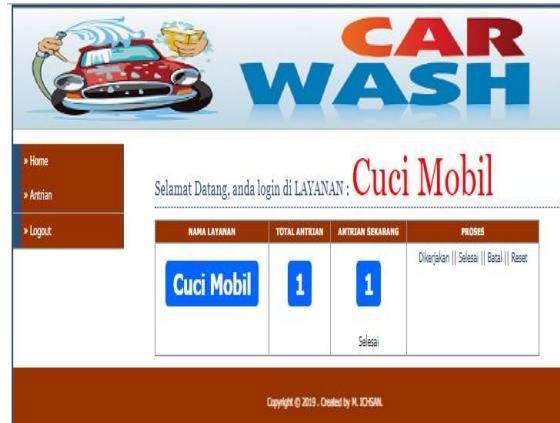 CAR
WASH
» Home
» Antrian
» Logout
Selamat Datang, anda login di LAYANAN : Cuci Mobil
NAMA LAYANAN TOTAL ANTRIAN ANTRIAN SEKARANG PROSES
Cuci Mobil 1 1 Dikerjakan || Selesai || Batal || Reset
Selesai
Copyright © 2019 . Created by M. ICHSAN.